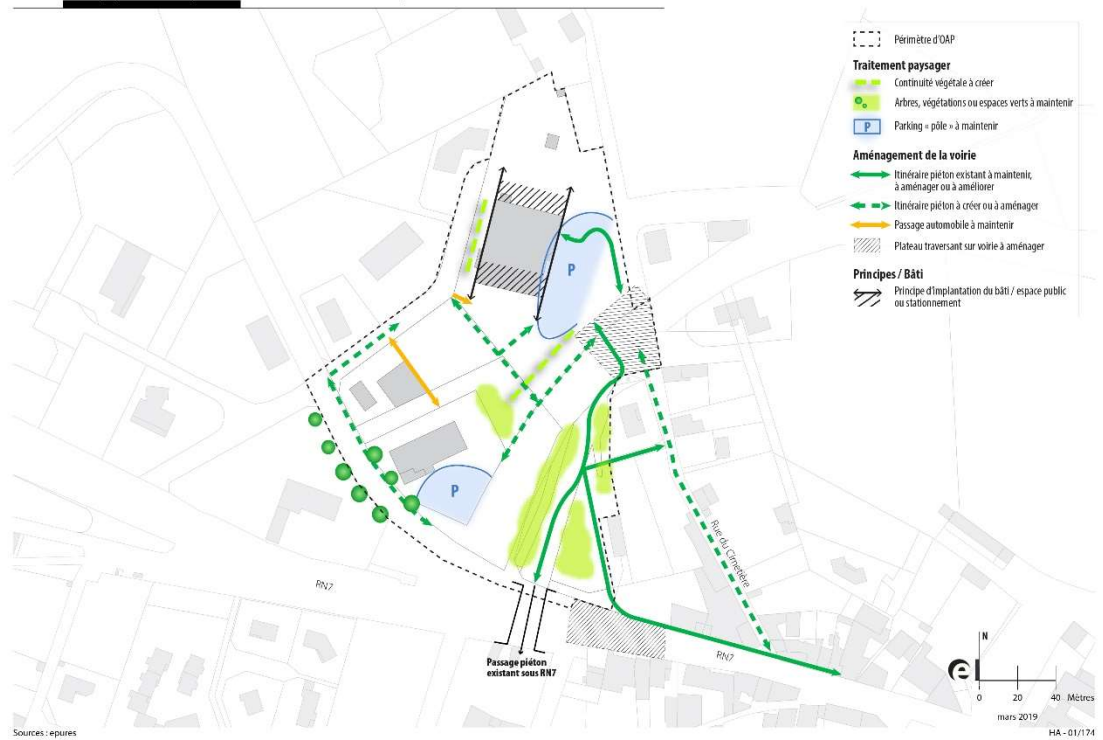 Périmètre d'OAP
Traitement paysager
Continuité végétale à créer
Arbres, végétations ou espaces verts à maintenir
P
Parking « pôle » à maintenir
Aménagement de la voirie
Itinéraire piéton existant à maintenir,
à aménager ou à améliorer
Itinéraire piéton à créer ou à aménager
Passage automobile à maintenir
Plateau traversant sur voirie à aménager
Principes / Bâti
Principe d'implantation du bâti / espace public
ou stationnement
P
P
Rue du Cimetière
RN7
RN7
Passage piéton
existant sous RN7
N
0 20 40 Mètres
mars 2019
Sources : epures
HA - 01/174